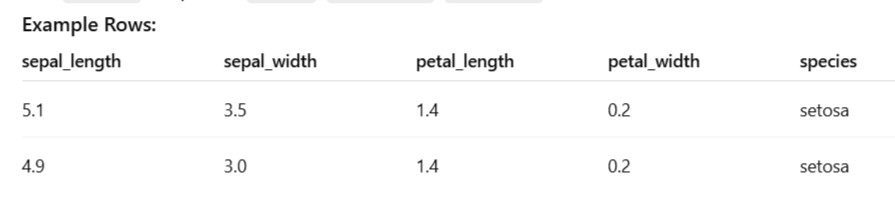 Example Rows:
sepal_length sepal_width petal_length petal_width species
5.1 3.5 1.4 0.2 setosa
4.9 3.0 1.4 0.2 setosa